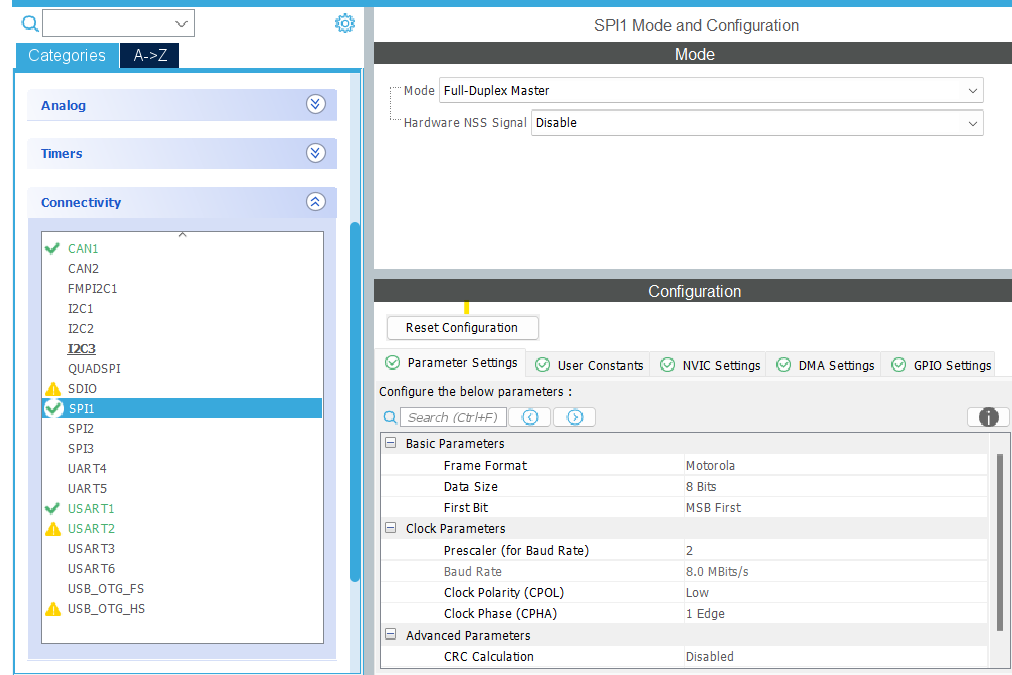 Categories
A->Z
Analog
Timers
Connectivity
CAN1
CAN2
FMPI2C1
I2C1
I2C2
I2C3
QUADSPI
SDIO
SPI1
SPI2
SPI3
UART4
UART5
USART1
USART2
USART3
USART6
USB_OTG_FS
USB_OTG_HS
SPI1 Mode and Configuration
Mode
Mode Full-Duplex Master
Hardware NSS Signal Disable
Configuration
Reset Configuration
Parameter Settings User Constants NVIC Settings DMA Settings GPIO Settings
Configure the below parameters :
Search (Ctrl+F)
Basic Parameters
Frame Format Motorola
Data Size 8 Bits
First Bit MSB First
Clock Parameters
Prescaler (for Baud Rate) 2
Baud Rate 8.0 MBits/s
Clock Polarity (CPOL) Low
Clock Phase (CPHA) 1 Edge
Advanced Parameters
CRC Calculation Disabled